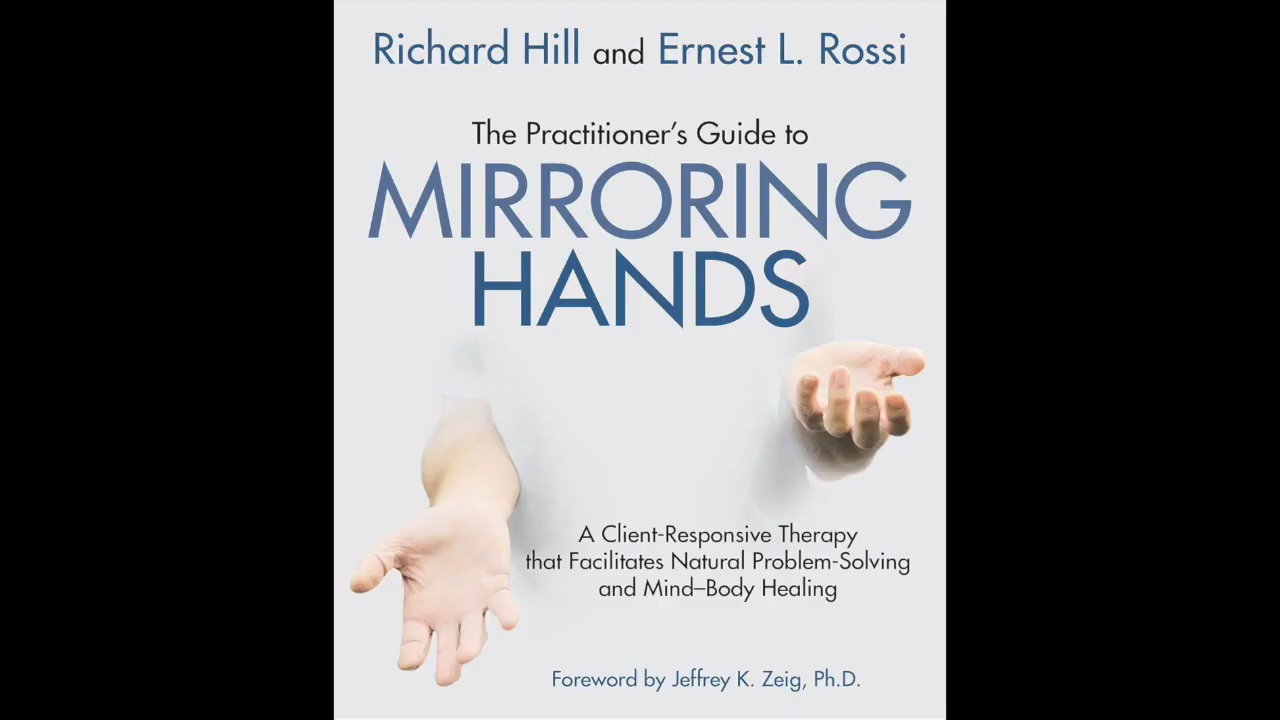 Richard Hill and Ernest L. Rossi
The Practitioner’s Guide to
MIRRORING
HANDS
A Client-Responsive Therapy
that Facilitates Natural Problem-Solving
and Mind–Body Healing
Foreword by Jeffrey K. Zeig, Ph.D.